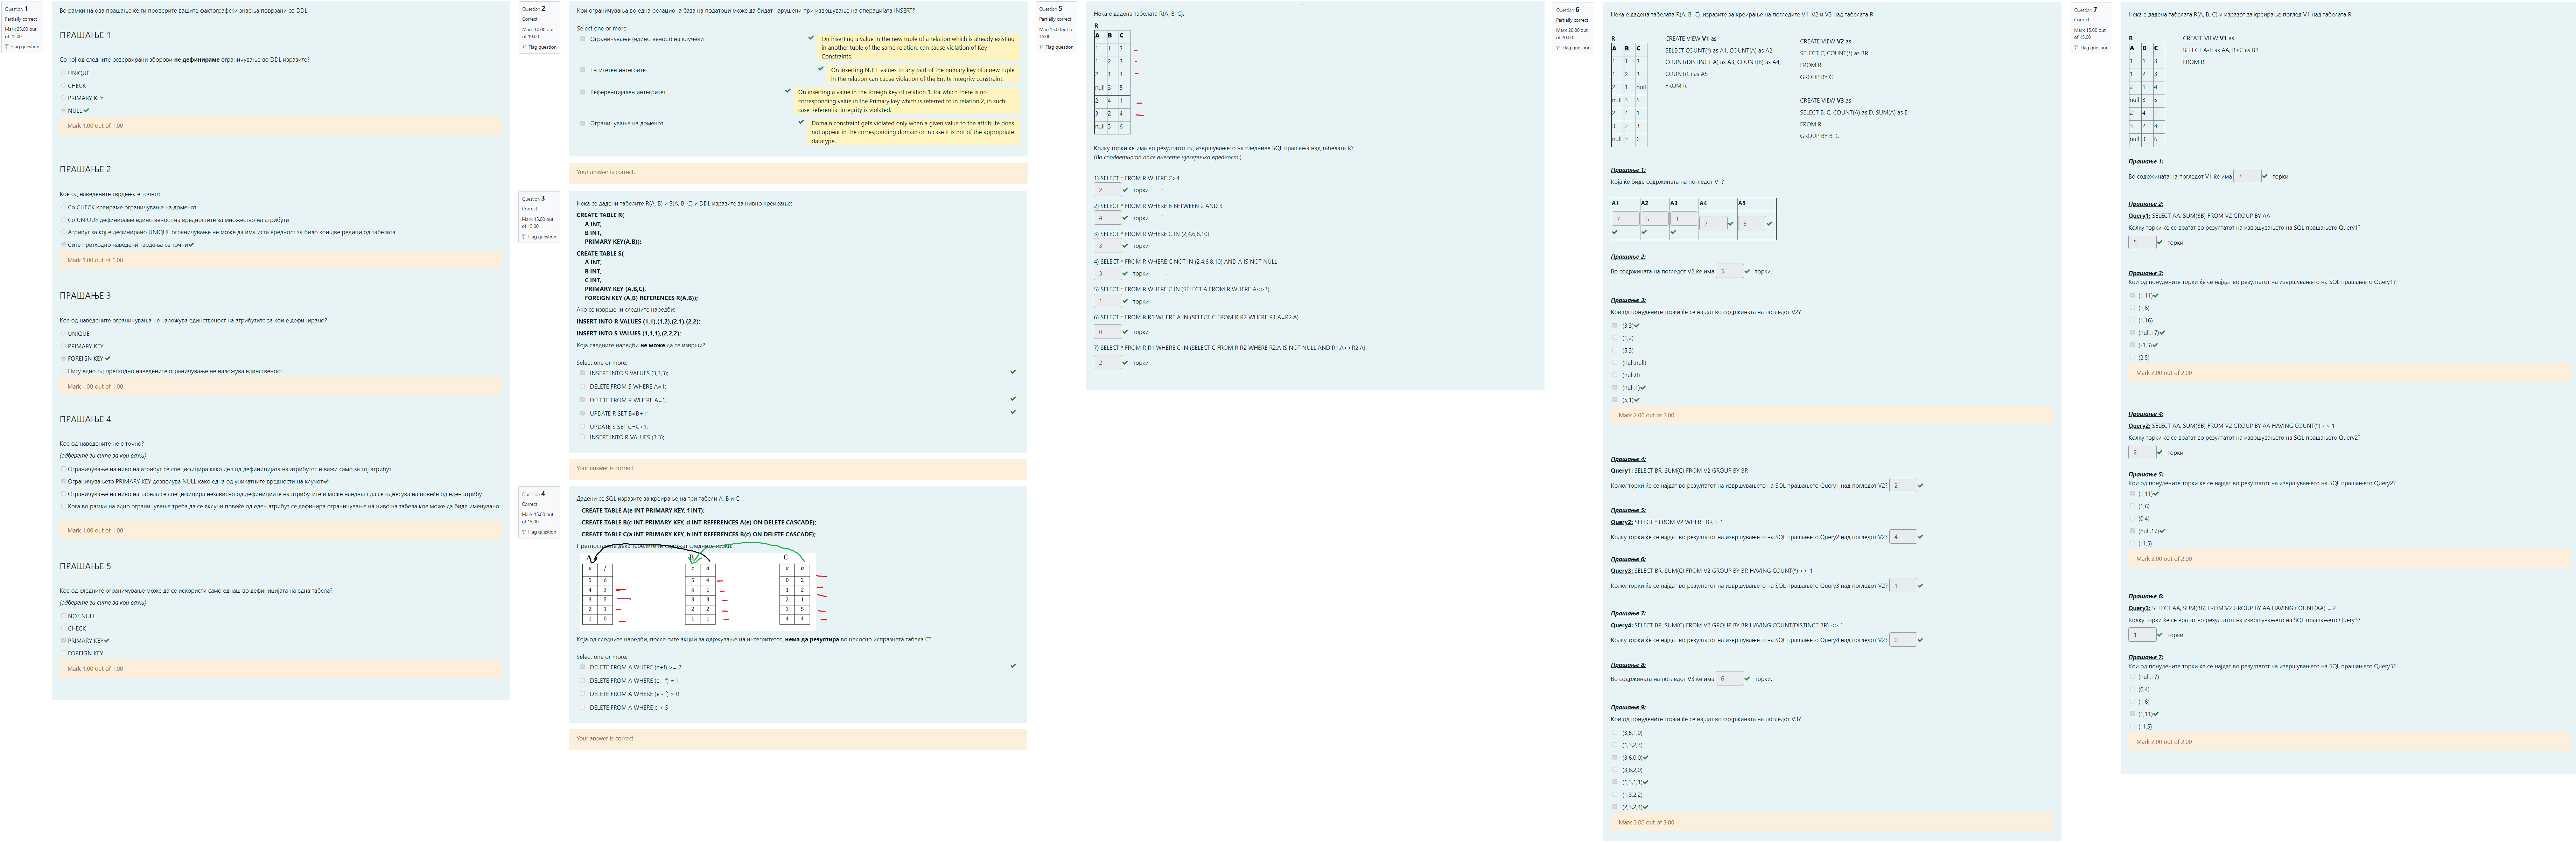 Question 1
Partially correct
Mark 25.00 out of 25.00
Flag question
Во рамки на ова прашање ќе ги проверите вашите фактографски знаења поврзани со DDL.
ПРАШАЊЕ 1
Со кој од следните резервирани зборови не дефинираме ограничување во DDL изразите?
UNIQUE
CHECK
PRIMARY KEY
NULL
Mark 1.00 out of 1.00
ПРАШАЊЕ 2
Кое од наведените тврдења е точно?
Со CHECK креираме ограничување на доменот
Со UNIQUE дефинираме единственост на вредностите за множество на атрибути
Атрибут за кој е дефинирано UNIQUE ограничување не може да има иста вредност за било кои две редици од табелата
Сите претходно наведени тврдења се точни
Mark 1.00 out of 1.00
ПРАШАЊЕ 3
Кое од наведените ограничувања не наложува единственост на атрибутите за кои е дефинирано?
UNIQUE
PRIMARY KEY
FOREIGN KEY
Ниту едно од претходно наведените ограничување не наложува единственост
Mark 1.00 out of 1.00
ПРАШАЊЕ 4
Кое од наведените не е точно?
(одберете ги сите за кои важи)
Ограничување на ниво на атрибут се специфицира како дел од дефиницијата на атрибутот и важи само за тој атрибут
Ограничувањето PRIMARY KEY дозволува NULL како една од уникатните вредности на клучот
Ограничување на ниво на табела се специфицира независно од дефинициите на атрибутите и може наеднаш да се однесува на повеќе од еден атрибут
Кога во рамки на едно ограничување треба да се вклучи повеќе од еден атрибут се дефинира ограничување на ниво на табела кое може да биде именувано
Mark 1.00 out of 1.00
ПРАШАЊЕ 5
Кое од следните ограничување може да се искористи само еднаш во дефиницијата на една табела?
(одберете ги сите за кои важи)
NOT NULL
CHECK
PRIMARY KEY
FOREIGN KEY
Mark 1.00 out of 1.00
Question 2
Correct
Mark 10.00 out of 10.00
Flag question
Кои ограничувања во една релациона база на податоци може да бидат нарушени при извршување на операцијата INSERT?
Select one or more:
Ограничување (единственост) на клучеви
On inserting a value in the new tuple of a relation which is already existing in another tuple of the same relation, can cause violation of Key Constraints.
Ентитетен интегритет
On inserting NULL values to any part of the primary key of a new tuple in the relation can cause violation of the Entity integrity constraint.
Референцијален интегритет
On inserting a value in the foreign key of relation 1, for which there is no corresponding value in the Primary key which is referred to in relation 2, in such case Referential integrity is violated.
Ограничување на доменот
Domain constraint gets violated only when a given value to the attribute does not appear in the corresponding domain or in case it is not of the appropriate datatype.
Your answer is correct.
Question 3
Correct
Mark 15.00 out of 15.00
Flag question
Нека се дадени табелите R(A, B) и S(A, B, C) и DDL изразите за нивно креирање:
CREATE TABLE R(
A INT,
B INT,
PRIMARY KEY(A,B));
CREATE TABLE S(
A INT,
B INT,
C INT,
PRIMARY KEY (A,B,C),
FOREIGN KEY (A,B) REFERENCES R(A,B));
Ако се извршени следните наредби:
INSERT INTO R VALUES (1,1),(1,2),(2,1),(2,2);
INSERT INTO S VALUES (1,1,1),(2,2,2);
Која следните наредби не може да се изврши?
Select one or more:
INSERT INTO S VALUES (3,3,3);
DELETE FROM S WHERE A=1;
DELETE FROM R WHERE A=1;
UPDATE R SET B=B+1;
UPDATE S SET C=C+1;
INSERT INTO R VALUES (3,3);
Your answer is correct.
Question 4
Correct
Mark 15.00 out of 15.00
Flag question
Дадени се SQL изразите за креирање на три табели A, B и C:
CREATE TABLE A(e INT PRIMARY KEY, f INT);
CREATE TABLE B(c INT PRIMARY KEY, d INT REFERENCES A(e) ON DELETE CASCADE);
CREATE TABLE C(a INT PRIMARY KEY, b INT REFERENCES B(c) ON DELETE CASCADE);
Претпоставете дека табелите ги содржат следните торки:
A B C
e f c d a b
5 6 5 4 0 2
4 3 4 1 1 2
3 5 3 3 2 1
2 1 2 2 3 5
1 0 1 1 4 4
Која од следните наредби, после сите акции за одржување на интегритетот, нема да резултира во целосно испразнета табела C?
Select one or more:
DELETE FROM A WHERE (e+f) >= 7
DELETE FROM A WHERE (e - f) = 1
DELETE FROM A WHERE (e - f) > 0
DELETE FROM A WHERE e < 5
Your answer is correct.
Question 5
Partially correct
Mark 15.00 out of 15.00
Flag question
Нека е дадена табелата R(A, B, C),
R
A B C
1 1 3
1 2 3
2 1 4
null 3 5
2 4 1
3 2 4
null 3 6
Колку торки ќе има во резултатот од извршувањето на следниве SQL прашања над табелата R?
(Во соодветното поле внесете нумеричка вредност.)
1) SELECT * FROM R WHERE C>4
2 торки
2) SELECT * FROM R WHERE B BETWEEN 2 AND 3
4 торки
3) SELECT * FROM R WHERE C IN (2,4,6,8,10)
3 торки
4) SELECT * FROM R WHERE C NOT IN (2,4,6,8,10) AND A IS NOT NULL
3 торки
5) SELECT * FROM R WHERE C IN (SELECT A FROM R WHERE A<>3)
1 торки
6) SELECT * FROM R R1 WHERE A IN (SELECT C FROM R R2 WHERE R1.A=R2.A)
0 торки
7) SELECT * FROM R R1 WHERE C IN (SELECT C FROM R R2 WHERE R2.A IS NOT NULL AND R1.A<>R2.A)
2 торки
Question 6
Partially correct
Mark 20.00 out of 20.00
Flag question
Нека е дадена табелата R(A, B, C), изразите за креирање на погледите V1, V2 и V3 над табелата R.
R
A B C
1 1 3
1 2 3
2 1 null
null 3 5
2 4 1
3 2 3
null 3 6
CREATE VIEW V1 as
SELECT COUNT(*) as A1, COUNT(A) as A2,
COUNT(DISTINCT A) as A3, COUNT(B) as A4,
COUNT(C) as A5
FROM R
CREATE VIEW V2 as
SELECT C, COUNT(*) as BR
FROM R
GROUP BY C
CREATE VIEW V3 as
SELECT B, C, COUNT(A) as D, SUM(A) as E
FROM R
GROUP BY B, C
Прашање 1:
Која ќе биде содржината на погледот V1?
A1 A2 A3 A4 A5
7 5 3 7 6
Прашање 2:
Во содржината на погледот V2 ќе има 5 торки.
Прашање 3:
Кои од понудените торки ќе се најдат во содржината на погледот V2?
(3,3)
(1,2)
(5,3)
(null,null)
(null,0)
(null,1)
(5,1)
Mark 2.00 out of 2.00
Прашање 4:
Query1: SELECT BR, SUM(C) FROM V2 GROUP BY BR
Колку торки ќе се најдат во резултатот на извршувањето на SQL прашањето Query1 над погледот V2? 2
Прашање 5:
Query2: SELECT * FROM V2 WHERE BR = 1
Колку торки ќе се најдат во резултатот на извршувањето на SQL прашањето Query2 над погледот V2? 4
Прашање 6:
Query3: SELECT BR, SUM(C) FROM V2 GROUP BY BR HAVING COUNT(*) <> 1
Колку торки ќе се најдат во резултатот на извршувањето на SQL прашањето Query3 над погледот V2? 1
Прашање 7:
Query4: SELECT BR, SUM(C) FROM V2 GROUP BY BR HAVING COUNT(DISTINCT BR) <> 1
Колку торки ќе се најдат во резултатот на извршувањето на SQL прашањето Query4 над погледот V2? 0
Прашање 8:
Во содржината на погледот V3 ќе има 6 торки.
Прашање 9:
Кои од понудените торки ќе се најдат во содржината на погледот V3?
(3,5,1,0)
(1,3,2,3)
(3,6,0,0)
(3,6,2,0)
(1,3,1,1)
(1,3,2,2)
(2,3,2,4)
Mark 3.00 out of 3.00
Question 7
Correct
Mark 15.00 out of 15.00
Flag question
Нека е дадена табелата R(A, B, C) и изразот за креирање поглед V1 над табелата R.
R
A B C
1 1 3
1 2 3
2 1 4
null 3 5
2 4 1
3 2 4
null 3 6
CREATE VIEW V1 as
SELECT A-B as AA, B+C as BB
FROM R
Прашање 1:
Во содржината на погледот V1 ќе има 7 торки.
Прашање 2:
Query1: SELECT AA, SUM(BB) FROM V2 GROUP BY AA
Колку торки ќе се вратат во резултатот на извршувањето на SQL прашањето Query1?
5 торки.
Прашање 3:
Кои од понудените торки ќе се најдат во резултатот на извршувањето на SQL прашањето Query1?
(1,11)
(1,6)
(1,16)
(null,17)
(-1,5)
(2,5)
Mark 2.00 out of 2.00
Прашање 4:
Query2: SELECT AA, SUM(BB) FROM V2 GROUP BY AA HAVING COUNT(*) <> 1
Колку торки ќе се вратат во резултатот на извршувањето на SQL прашањето Query2?
2 торки.
Прашање 5:
Кои од понудените торки ќе се најдат во резултатот на извршувањето на SQL прашањето Query2?
(1,11)
(1,6)
(0,4)
(null,17)
(-1,5)
Mark 2.00 out of 2.00
Прашање 6:
Query3: SELECT AA, SUM(BB) FROM V2 GROUP BY AA HAVING COUNT(AA) = 2
Колку торки ќе се вратат во резултатот на извршувањето на SQL прашањето Query3?
1 торки.
Прашање 7:
Кои од понудените торки ќе се најдат во резултатот на извршувањето на SQL прашањето Query3?
(null,17)
(0,4)
(1,6)
(1,11)
(-1,5)
Mark 2.00 out of 2.00